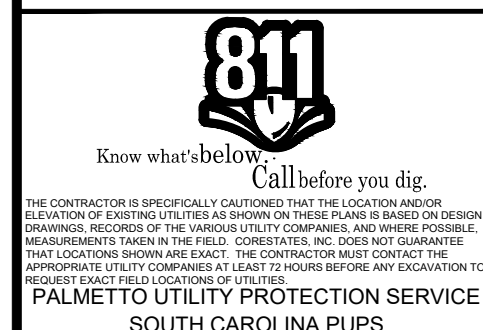 811
Know what's below.
Call before you dig.
THE CONTRACTOR IS SPECIFICALLY CAUTIONED THAT THE LOCATION AND/OR
ELEVATION OF EXISTING UTILITIES AS SHOWN ON THESE PLANS IS BASED ON DESIGN
DRAWINGS, RECORDS OF THE VARIOUS UTILITY COMPANIES, AND WHERE POSSIBLE,
MEASUREMENTS TAKEN IN THE FIELD. CORESTATES, INC. DOES NOT GUARANTEE
THAT LOCATIONS SHOWN ARE EXACT. THE CONTRACTOR MUST CONTACT THE
APPROPRIATE UTILITY COMPANIES AT LEAST 72 HOURS BEFORE ANY EXCAVATION TO
REQUEST EXACT FIELD LOCATIONS OF UTILITIES.
PALMETTO UTILITY PROTECTION SERVICE
SOUTH CAROLINA PUPS